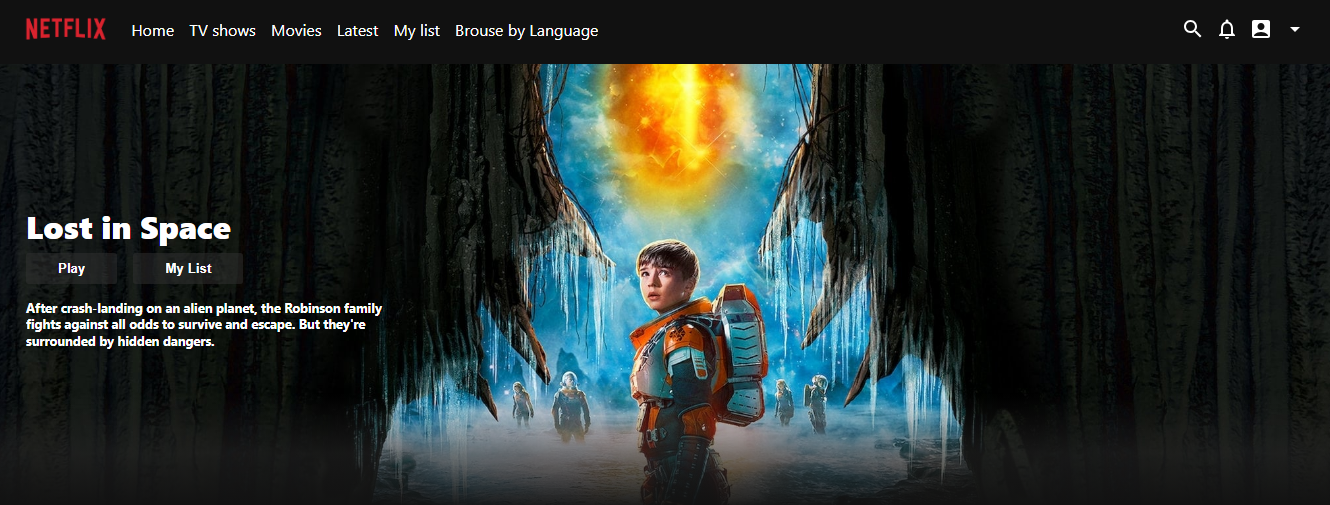 NETFLIX Home TV shows Movies Latest My list Brouse by Language
Lost in Space
Play My List
After crash-landing on an alien planet, the Robinson family
fights against all odds to survive and escape. But they're
surrounded by hidden dangers.